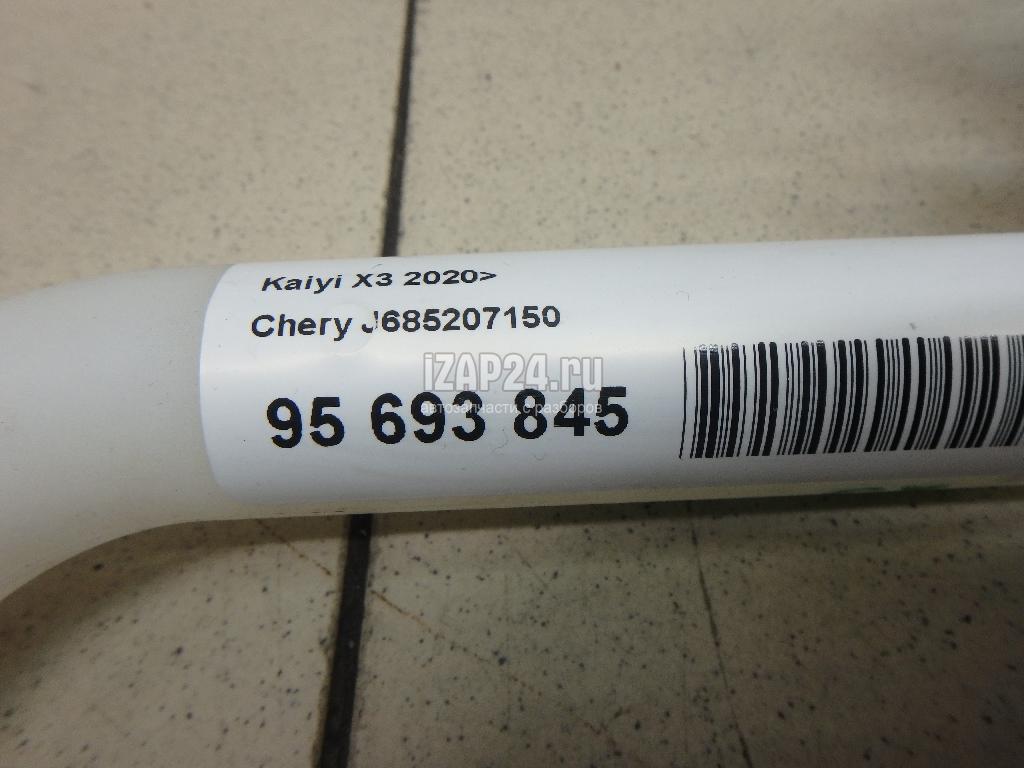 Kaiyi X3 2020>
Chery J685207150
iZAP24.ru
автозапчасти с разборов
95 693 845